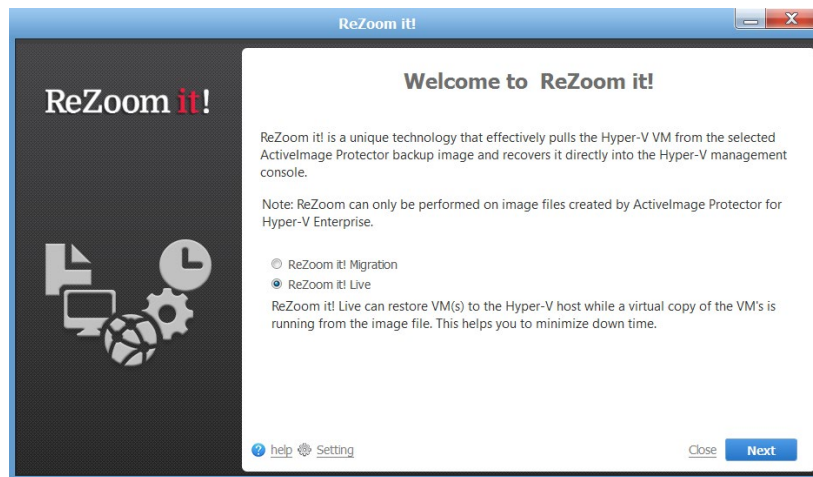 ReZoom it!
ReZoom it!
Welcome to ReZoom it!
ReZoom it! is a unique technology that effectively pulls the Hyper-V VM from the selected
ActiveImage Protector backup image and recovers it directly into the Hyper-V management
console.
Note: ReZoom can only be performed on image files created by ActiveImage Protector for
Hyper-V Enterprise.
ReZoom it! Migration
ReZoom it! Live
ReZoom it! Live can restore VM(s) to the Hyper-V host while a virtual copy of the VM's is
running from the image file. This helps you to minimize down time.
help Setting Close Next